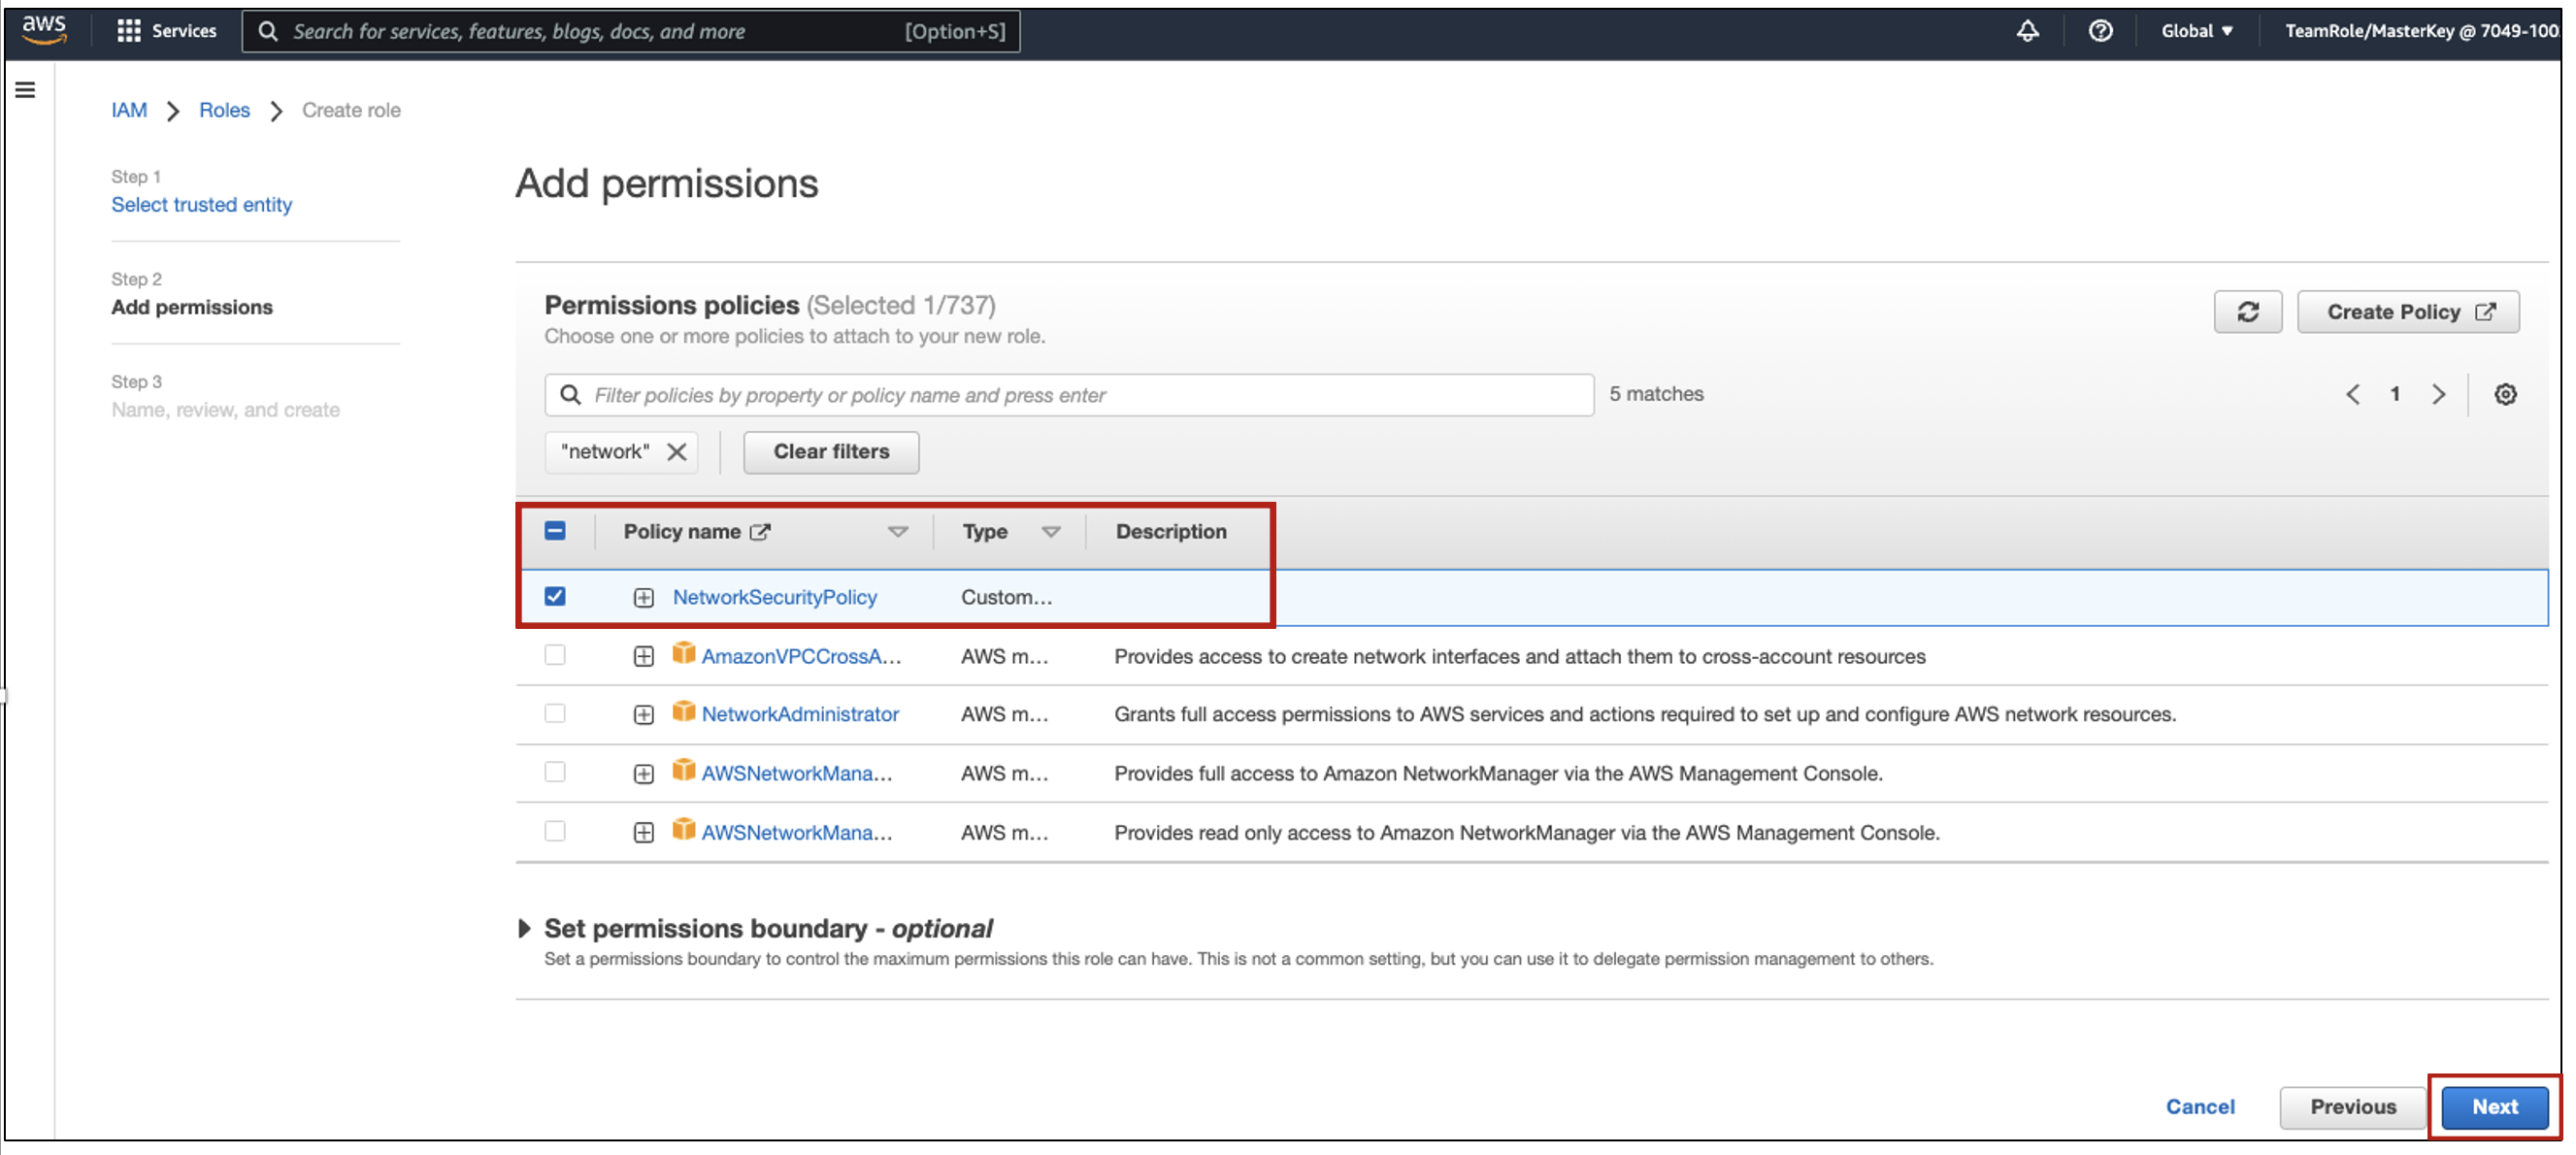 aws
Services
Search for services, features, blogs, docs, and more
[Option+S]
Global
TeamRole/MasterKey @ 7049-100
IAM > Roles > Create role
Step 1
Select trusted entity
Step 2
Add permissions
Step 3
Name, review, and create
Add permissions
Permissions policies (Selected 1/737)
Choose one or more policies to attach to your new role.
Create Policy
Filter policies by property or policy name and press enter
5 matches
1
"network"
Clear filters
Policy name Type Description
NetworkSecurityPolicy Custom...
AmazonVPCCrossA... AWS m... Provides access to create network interfaces and attach them to cross-account resources
NetworkAdministrator AWS m... Grants full access permissions to AWS services and actions required to set up and configure AWS network resources.
AWSNetworkMana... AWS m... Provides full access to Amazon NetworkManager via the AWS Management Console.
AWSNetworkMana... AWS m... Provides read only access to Amazon NetworkManager via the AWS Management Console.
Set permissions boundary - optional
Set a permissions boundary to control the maximum permissions this role can have. This is not a common setting, but you can use it to delegate permission management to others.
Cancel
Previous
Next